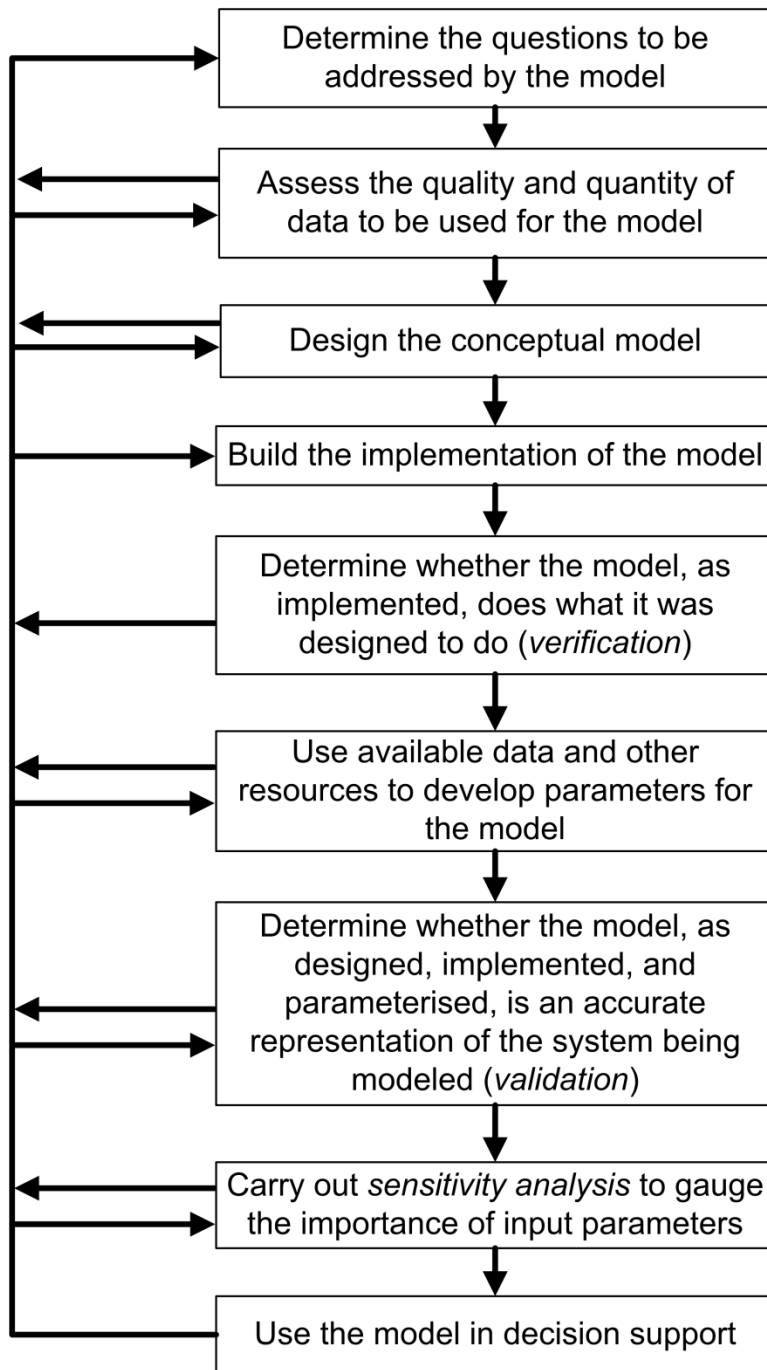 Determine the questions to be
addressed by the model
Assess the quality and quantity of
data to be used for the model
Design the conceptual model
Build the implementation of the model
Determine whether the model, as
implemented, does what it was
designed to do (verification)
Use available data and other
resources to develop parameters for
the model
Determine whether the model, as
designed, implemented, and
parameterised, is an accurate
representation of the system being
modeled (validation)
Carry out sensitivity analysis to gauge
the importance of input parameters
Use the model in decision support